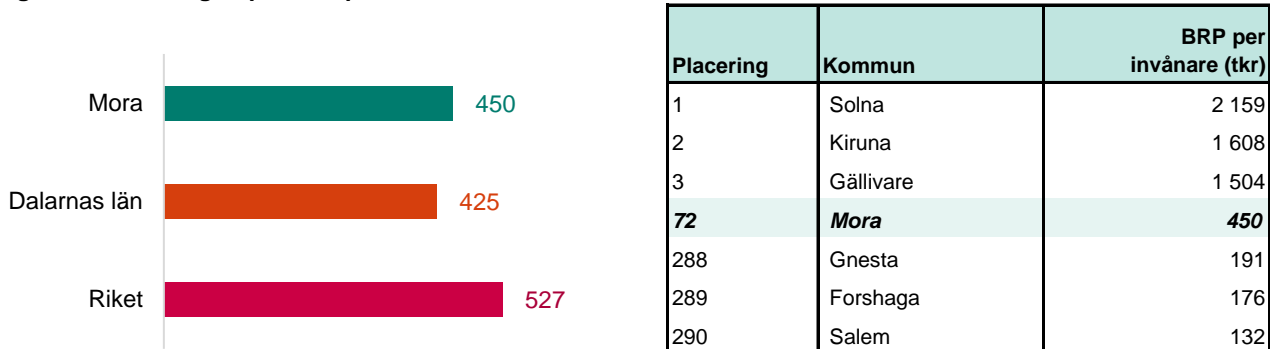 Mora 450
Dalarnas län 425
Riket 527
Placering Kommun BRP per invånare (tkr)
1 Solna 2 159
2 Kiruna 1 608
3 Gällivare 1 504
72 Mora 450
288 Gnesta 191
289 Forshaga 176
290 Salem 132